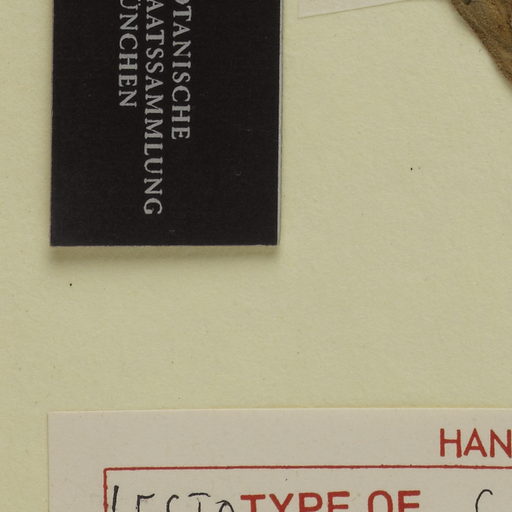 OTANISCHE
AATSSAMMLUNG
ÜNCHEN
HAN
LECTOTYPE OF